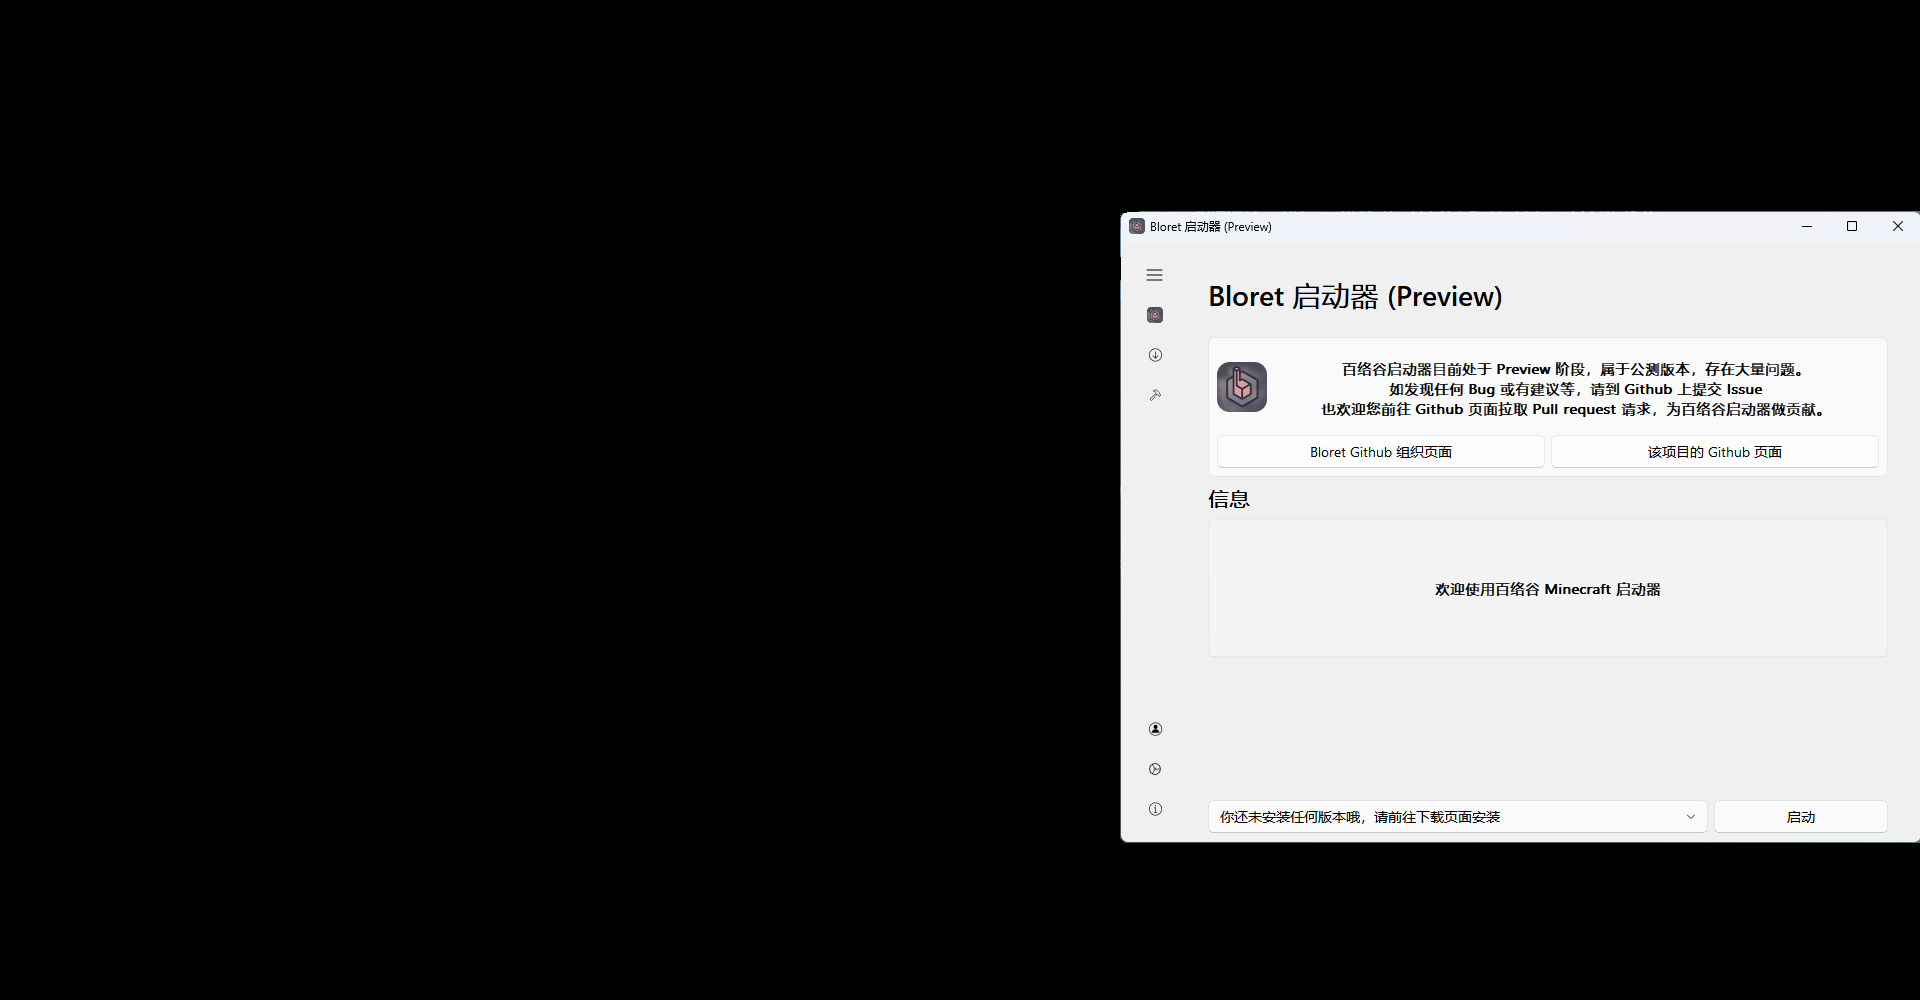 Bloret 启动器 (Preview)
Bloret 启动器 (Preview)
百络谷启动器目前处于 Preview 阶段，属于公测版本，存在大量问题。
如发现任何 Bug 或有建议等，请到 Github 上提交 Issue
也欢迎您前往 Github 页面拉取 Pull request 请求，为百络谷启动器做贡献。
Bloret Github 组织页面
该项目的 Github 页面
信息
欢迎使用百络谷 Minecraft 启动器
你还未安装任何版本哦，请前往下载页面安装
启动